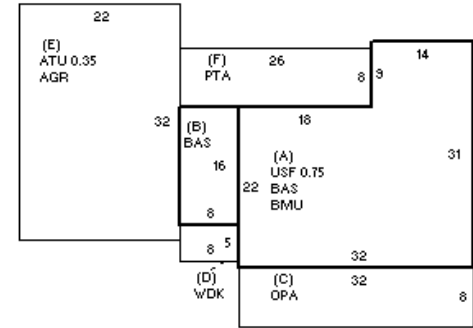 22
(E)
ATU 0.35
AGR
32
(F)
PTA
26
8
9
14
(B)
BAS
16
8
18
(A)
USF 0.75
BAS
BMU
31
22
32
8
5
(D)
WDK
(C)
OPA
32
8